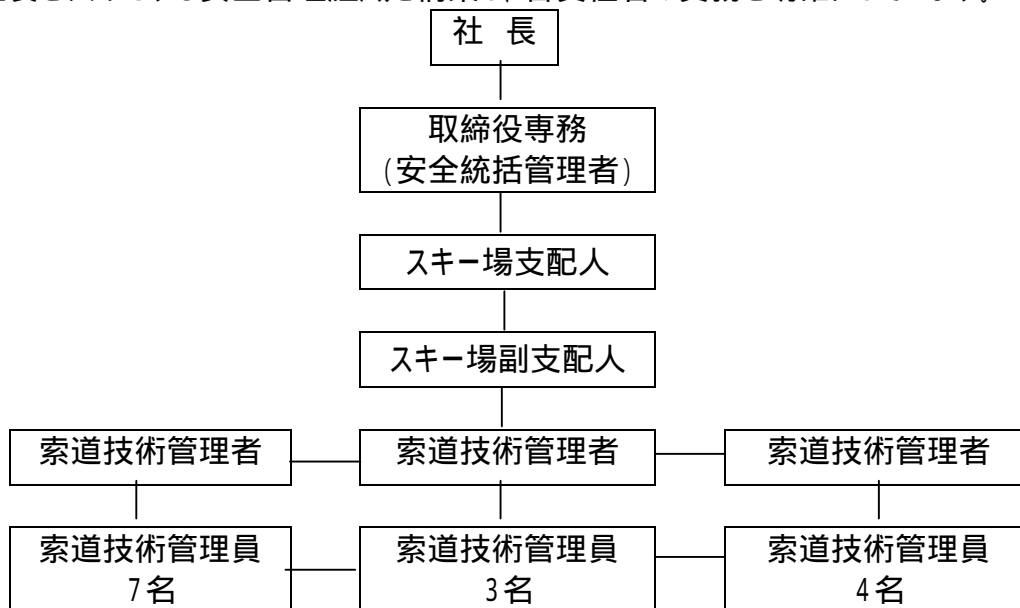 社 長
取締役専務
(安全統括管理者)
スキー場支配人
スキー場副支配人
索道技術管理者 索道技術管理者 索道技術管理者
索道技術管理員 索道技術管理員 索道技術管理員
7名 3名 4名